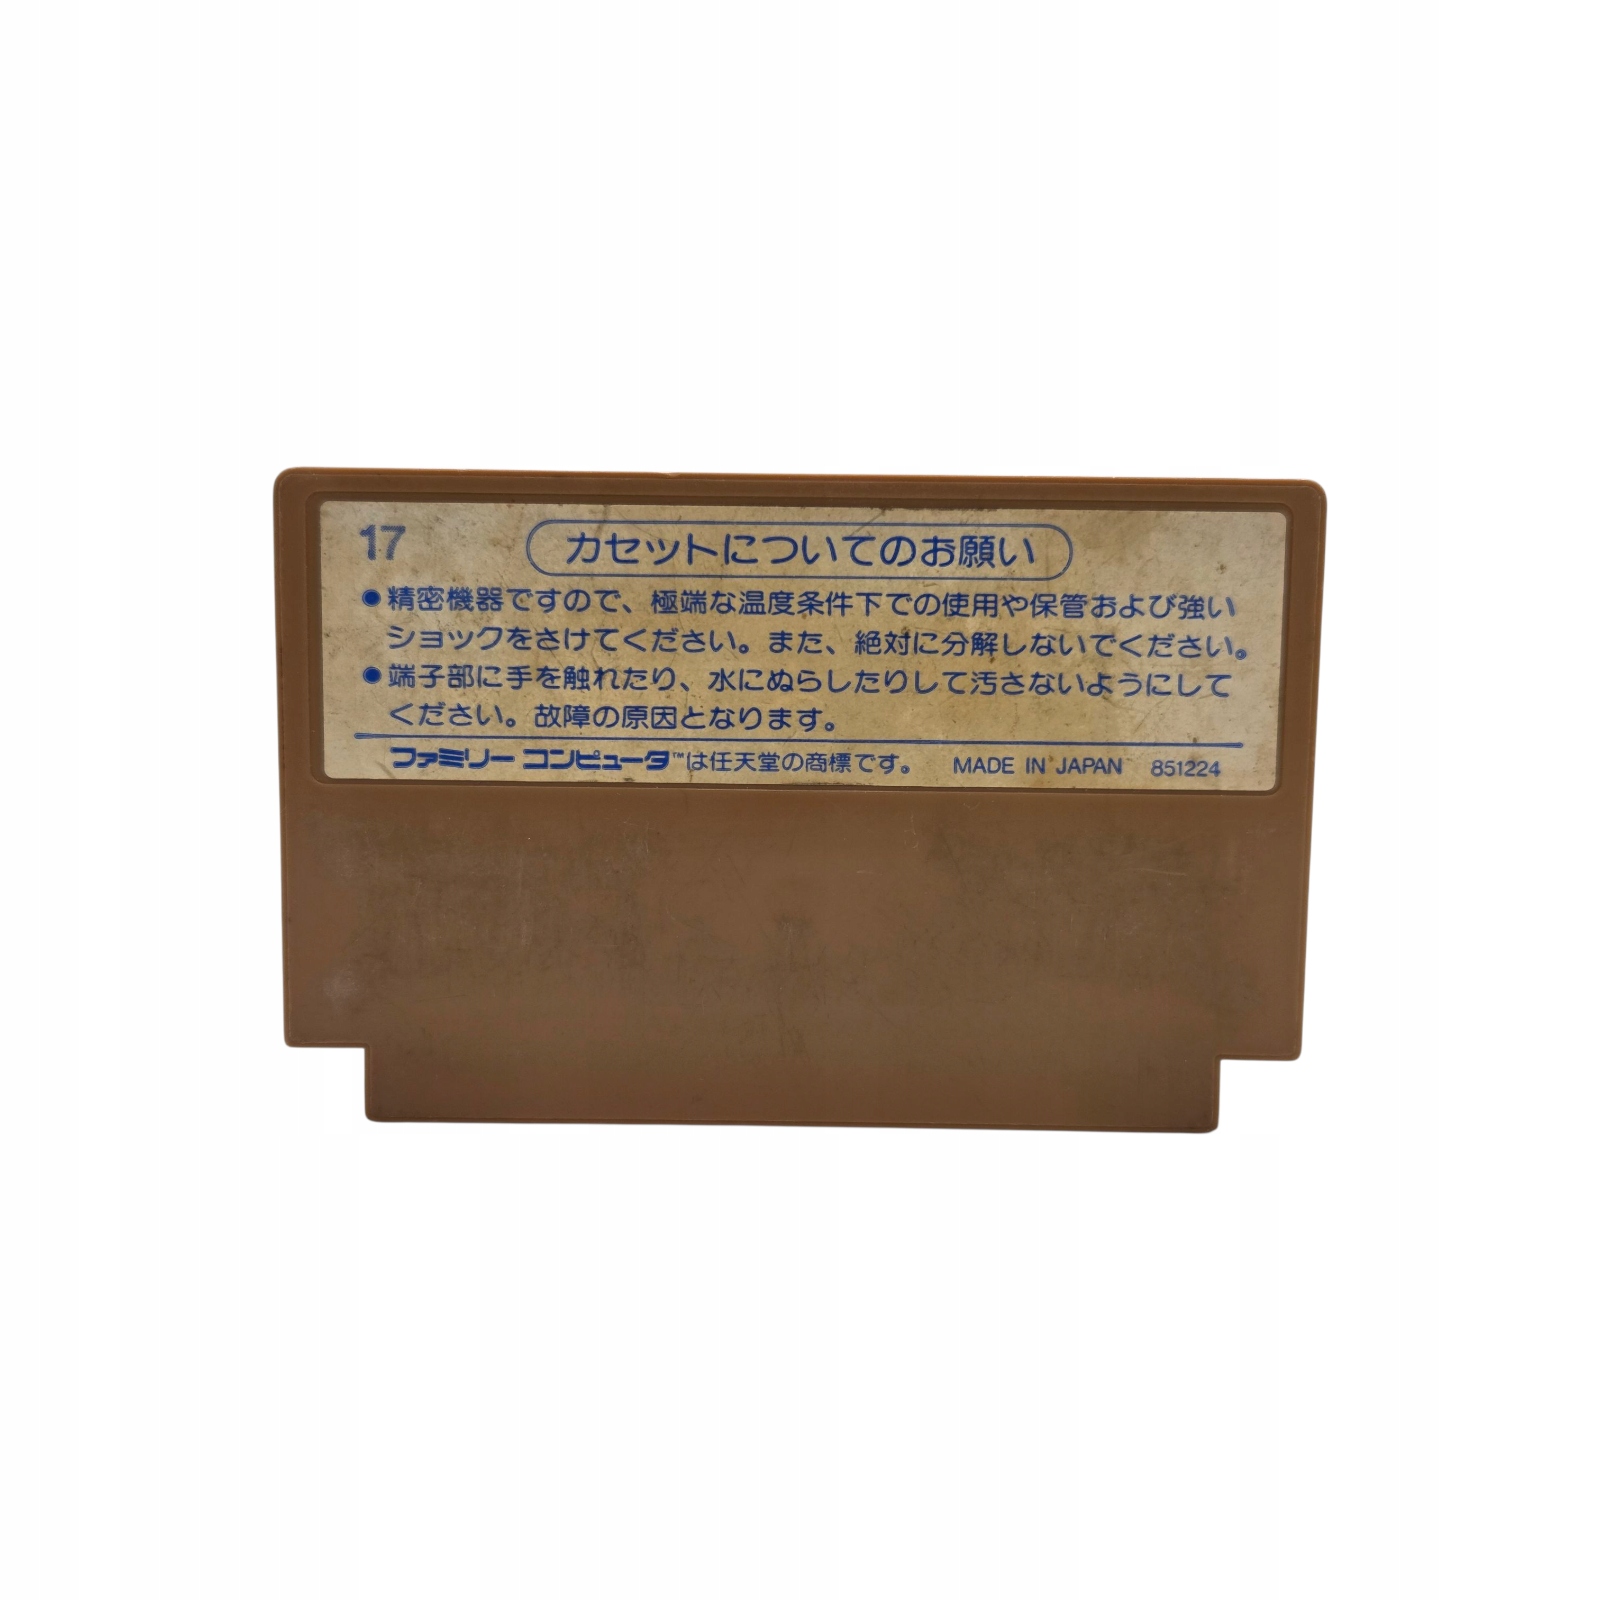 17
カセットについてのお願い
●精密機器ですので、極端な温度条件下での使用や保管および強い
ショックをさけてください。また、絶対に分解しないでください。
●端子部に手を触れたり、水にぬらしたりして汚さないようにして
ください。故障の原因となります。
ファミリー コンピュータ™は任天堂の商標です。 MADE IN JAPAN 851224